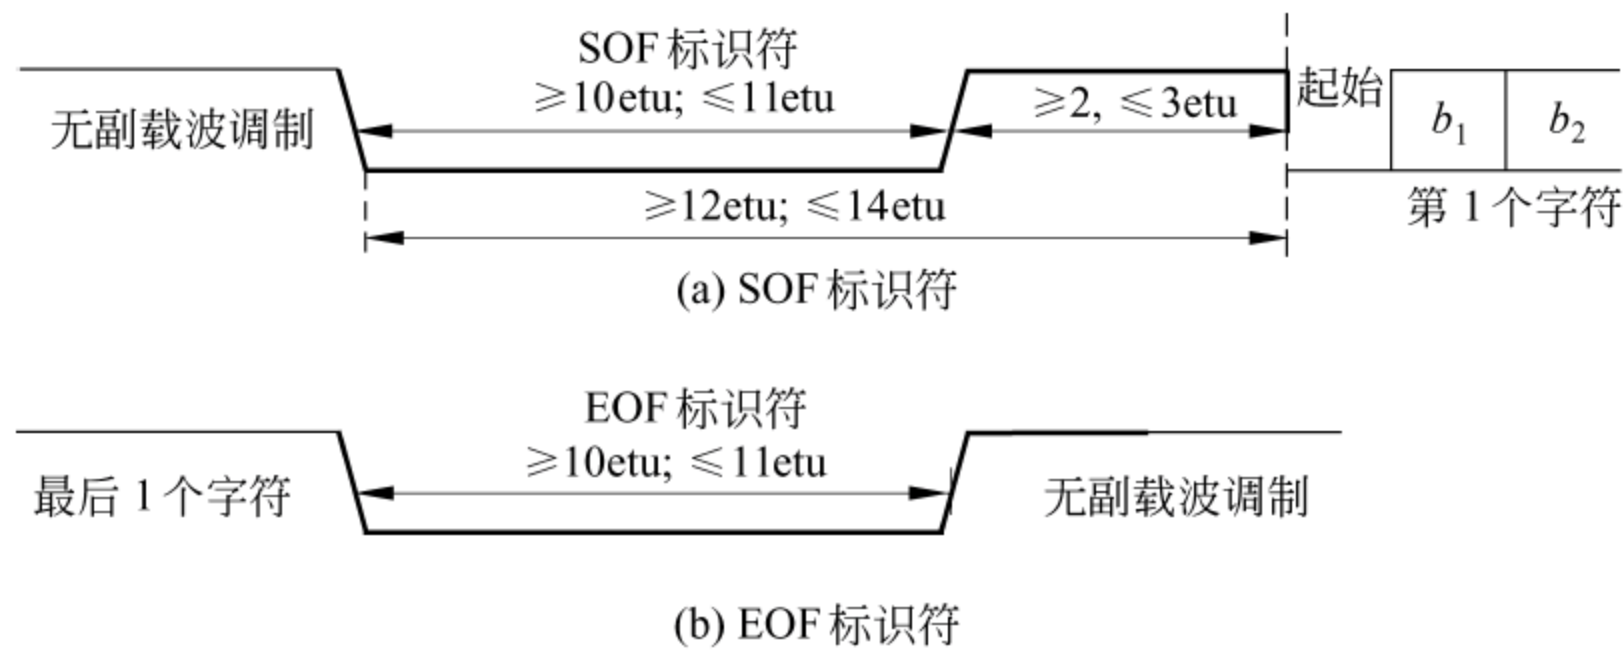 SOF 标识符
≥10etu; ≤11etu
≥2, ≤3etu
起始
b₁
b₂
无副载波调制
≥12etu; ≤14etu
第 1 个字符
(a) SOF 标识符
EOF 标识符
≥10etu; ≤11etu
最后 1 个字符
无副载波调制
(b) EOF 标识符